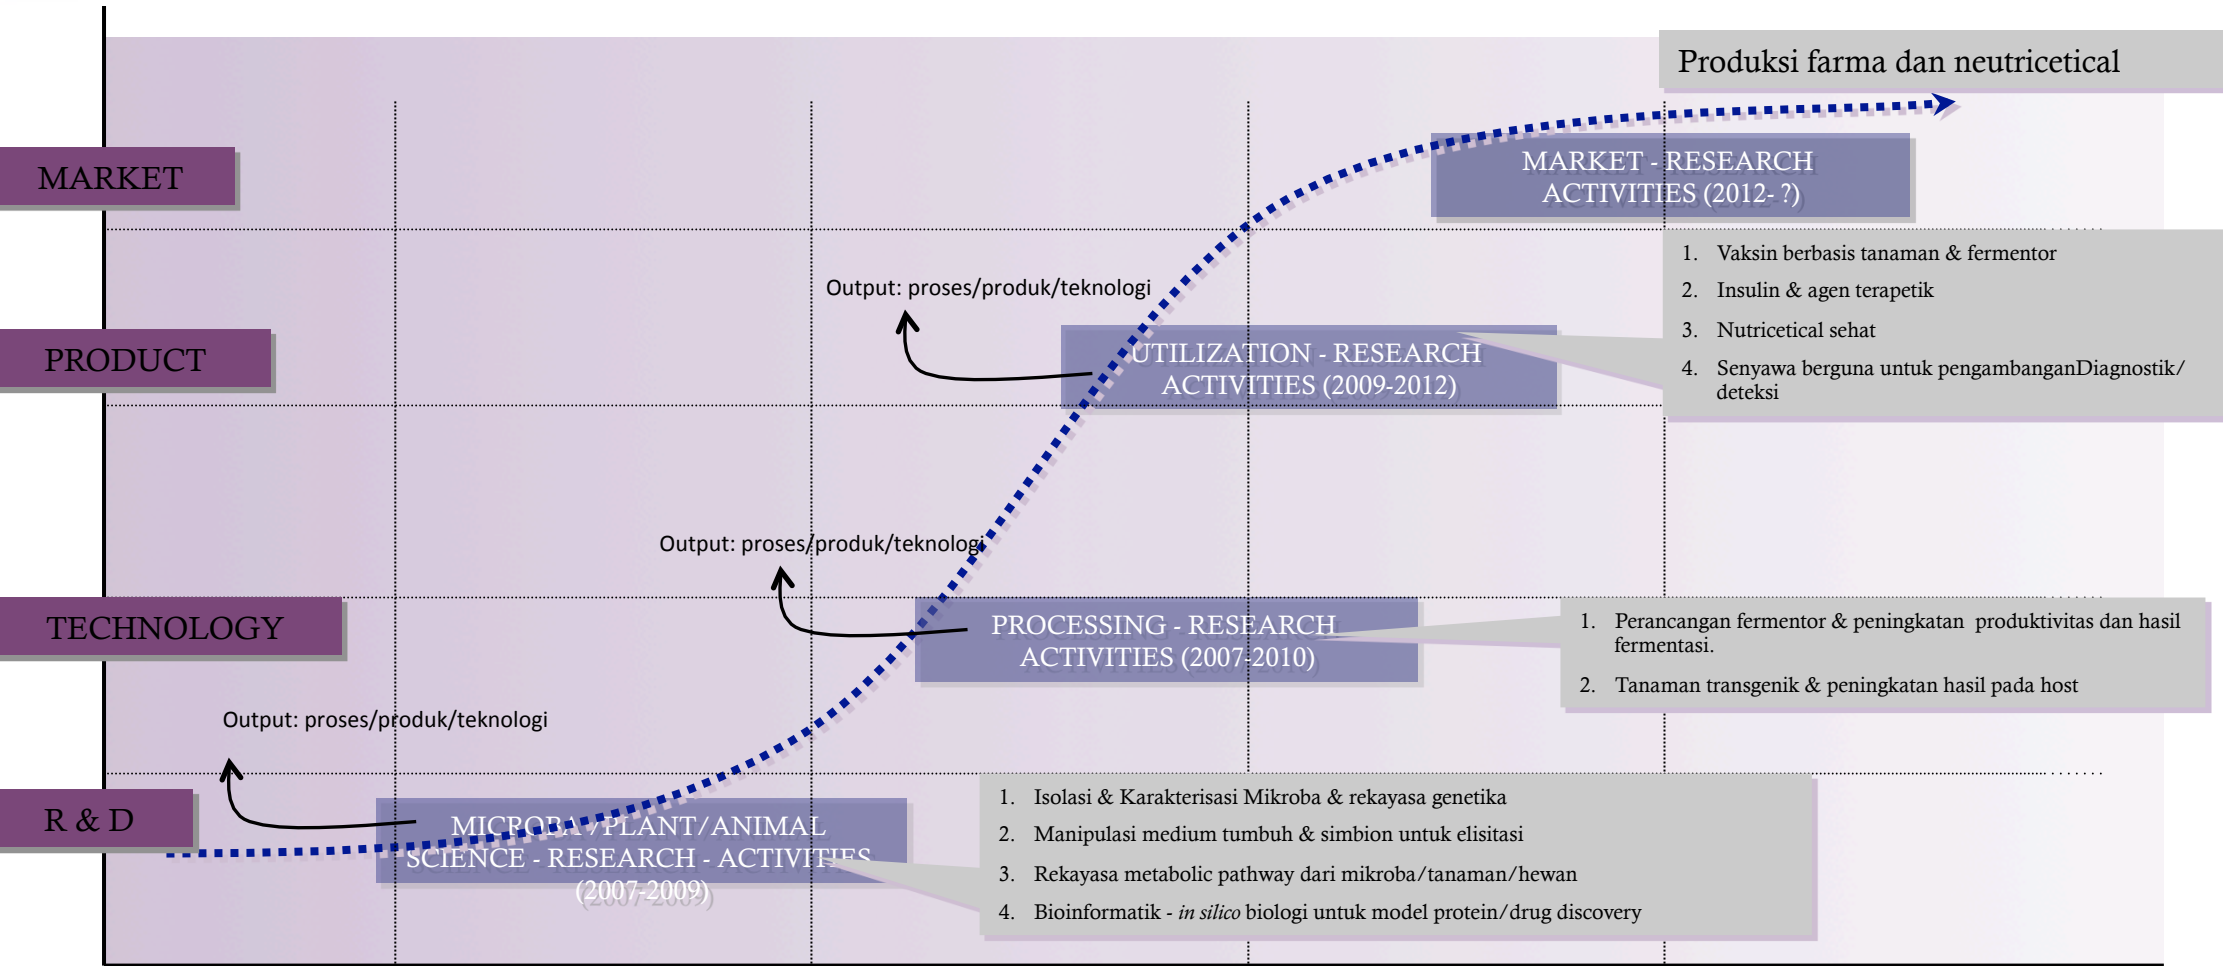 Produksi farma dan neutricetical
MARKET
MARKET - RESEARCH
ACTIVITIES (2012- ?)
1. Vaksin berbasis tanaman & fermentor
2. Insulin & agen terapetik
3. Nutricetical sehat
4. Senyawa berguna untuk pengambanganDiagnostik/
deteksi
Output: proses/produk/teknologi
PRODUCT
UTILIZATION - RESEARCH
ACTIVITIES (2009-2012)
Output: proses/produk/teknologi
TECHNOLOGY
PROCESSING - RESEARCH
ACTIVITIES (2007-2010)
1. Perancangan fermentor & peningkatan produktivitas dan hasil
fermentasi.
2. Tanaman transgenik & peningkatan hasil pada host
Output: proses/produk/teknologi
R & D
MICROBA /PLANT/ANIMAL
SCIENCE - RESEARCH - ACTIVITIES
(2007-2009)
1. Isolasi & Karakterisasi Mikroba & rekayasa genetika
2. Manipulasi medium tumbuh & simbion untuk elisitasi
3. Rekayasa metabolic pathway dari mikroba/tanaman/hewan
4. Bioinformatik - in silico biologi untuk model protein/drug discovery